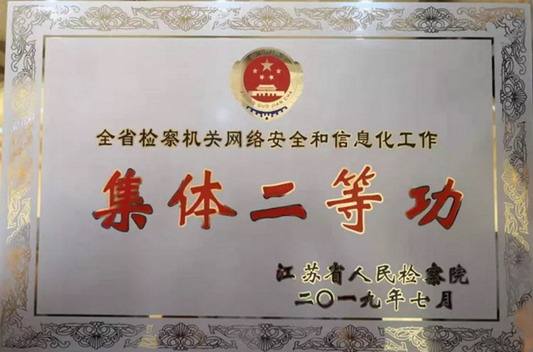 全省检察机关网络安全和信息化工作
集体二等功
江苏省人民检察院
二〇一九年七月